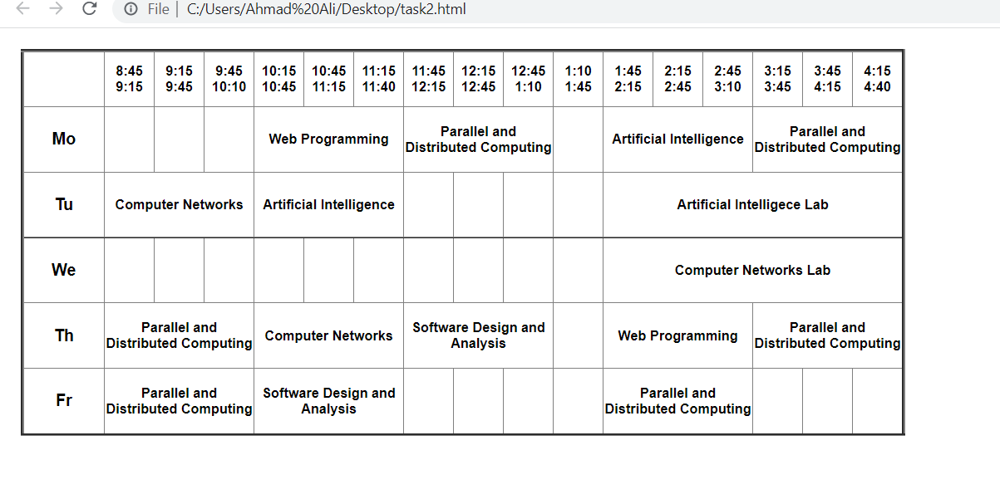 File | C:/Users/Ahmad%20Ali/Desktop/task2.html
8:45 9:15 9:45 10:15 10:45 11:15 11:45 12:15 12:45 1:10 1:45 2:15 2:45 3:15 3:45 4:15
9:15 9:45 10:10 10:45 11:15 11:40 12:15 12:45 1:10 1:45 2:15 2:45 3:10 3:45 4:15 4:40
Mo
Web Programming
Parallel and
Distributed Computing
Artificial Intelligence
Parallel and
Distributed Computing
Tu
Computer Networks
Artificial Intelligence
Artificial Intelligece Lab
We
Computer Networks Lab
Th
Parallel and
Distributed Computing
Computer Networks
Software Design and
Analysis
Web Programming
Parallel and
Distributed Computing
Fr
Parallel and
Distributed Computing
Software Design and
Analysis
Parallel and
Distributed Computing